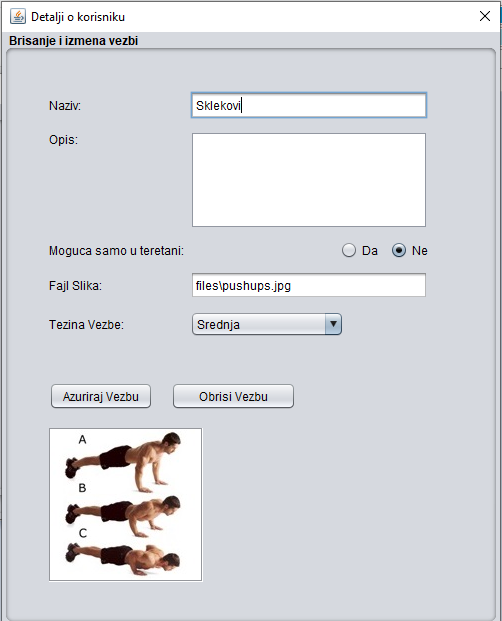 Detalji o korisniku
Brisanje i izmena vezbi
Naziv: Sklekovi
Opis:
Moguca samo u teretani: Da Ne
Fajl Slika: files\pushups.jpg
Tezina Vezbe: Srednja
Azuriraj Vezbu Obrisi Vezbu
A
B
C